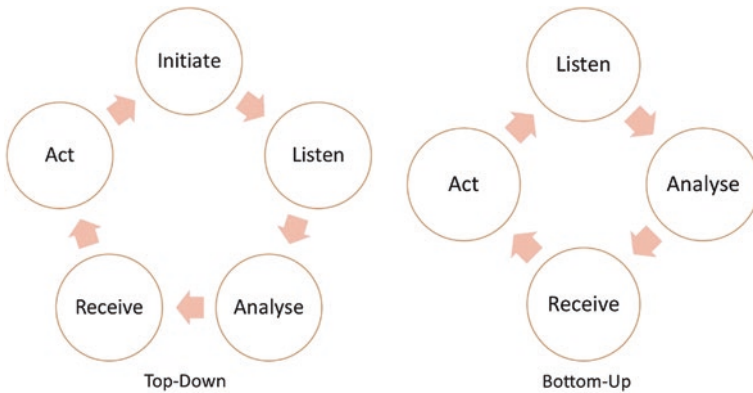 Initiate
Act
Listen
Receive
Analyse
Top-Down
Listen
Act
Analyse
Receive
Bottom-Up